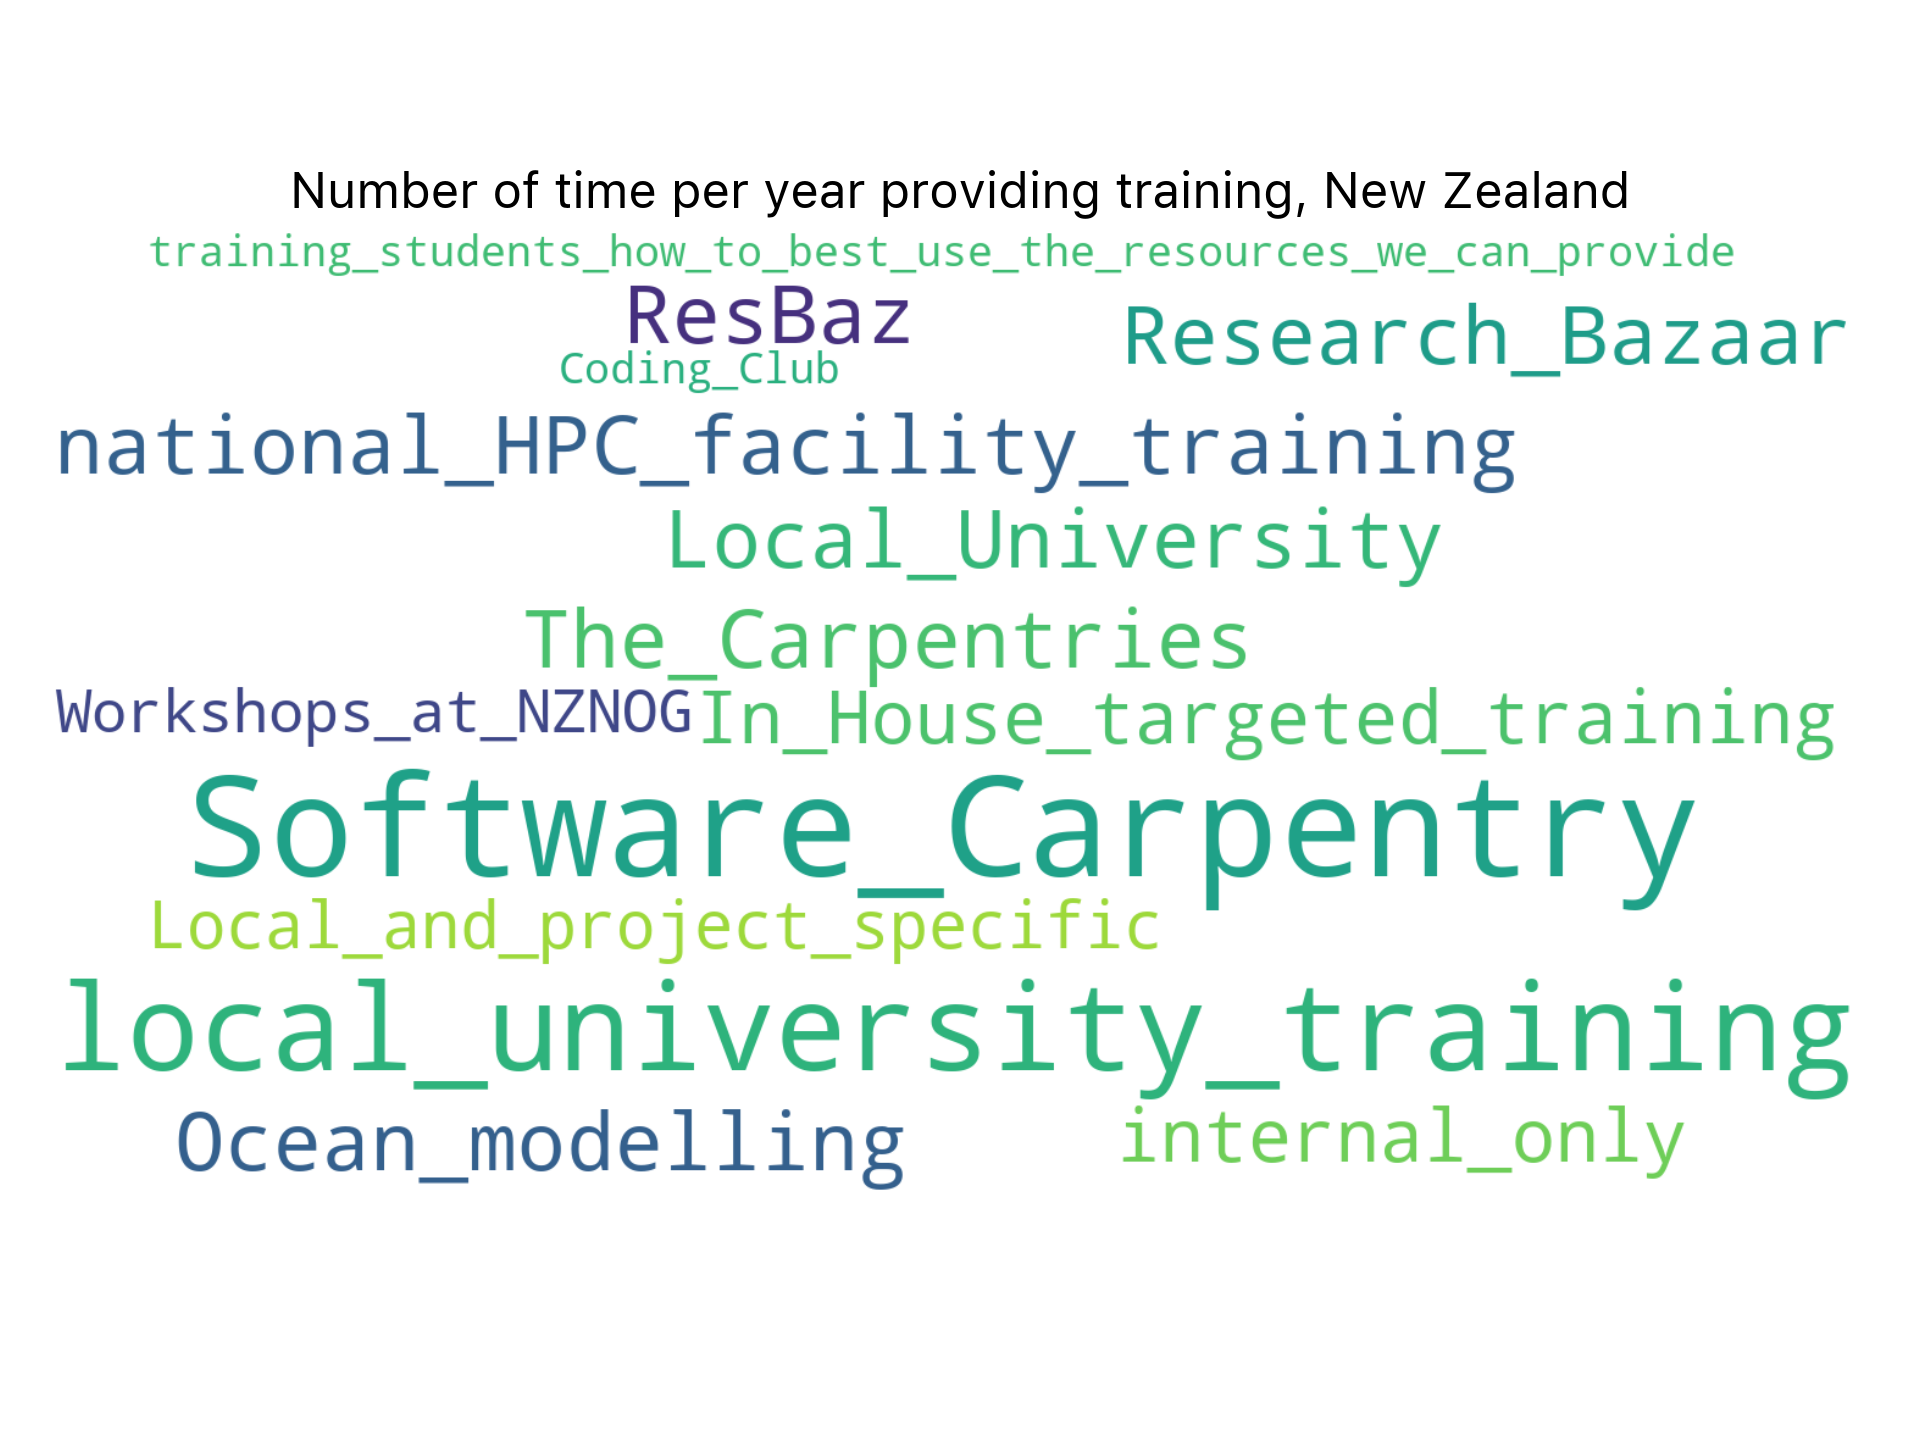 Number of time per year providing training, New Zealand
training_students_how_to_best_use_the_resources_we_can_provide
ResBaz
Research_Bazaar
Coding_Club
national_HPC_facility_training
Local_University
The_Carpentries
Workshops_at_NZNOG
In_House_targeted_training
Software_Carpentry
Local_and_project_specific
local_university_training
Ocean_modelling
internal_only